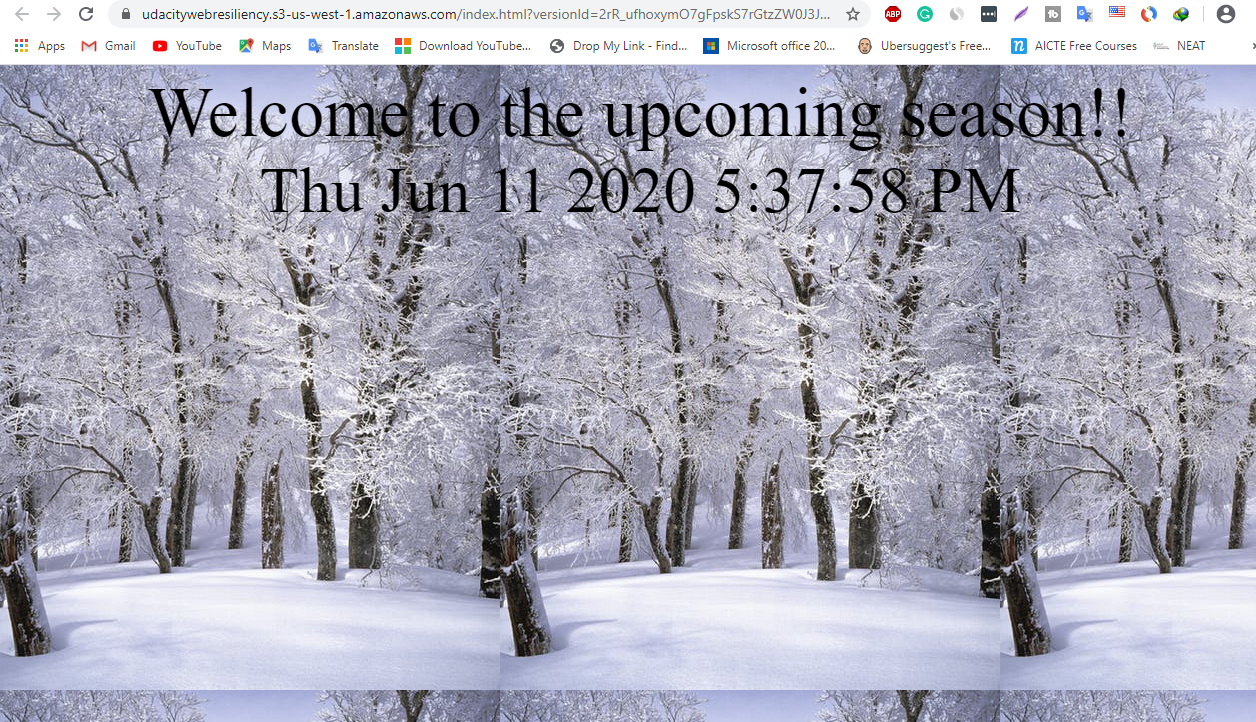 udacitywebresiliency.s3-us-west-1.amazonaws.com/index.html?versionId=2rR_ufhoxymO7gFpskS7rGtzZW0J3J...
ABP
Apps Gmail YouTube Maps Translate Download YouTube... Drop My Link - Find... Microsoft office 20... Ubersuggest's Free... AICTE Free Courses NEAT
Welcome to the upcoming season!!
Thu Jun 11 2020 5:37:58 PM